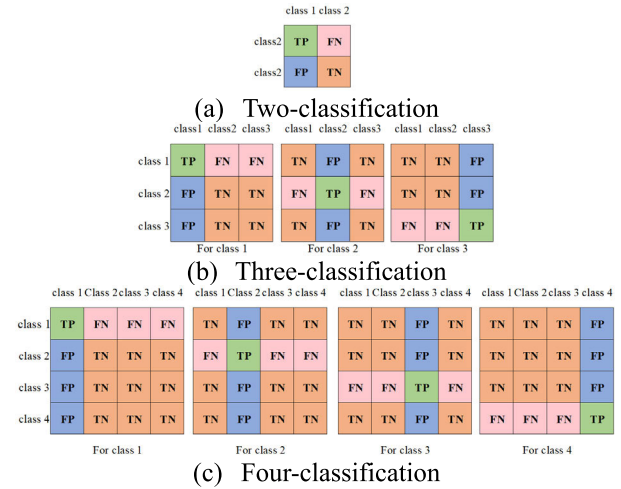 class 1 class 2
class2 TP FN
class2 FP TN
(a) Two-classification
class1 class2 class3 class1 class2 class3 class3
class 1 TP FN FN TN FP TN TN TN FP
class 2 FP TN TN FN TP FN TN TN FP
class 3 FP TN TN TN FP TN FN FN TP
For class 1 For class 2 For class 3
(b) Three-classification
class 1 Class 2 class 3 class 4 class 1 Class 2 class 3 class 4 class 1 Class 2 class 3 class 4 class 1 Class 2 class 3 class 4
class 1 TP FN FN FN TN FP TN TN TN TN FP TN TN TN TN FP
class 2 FP TN TN TN FN TP FN FN TN TN FP TN TN TN TN FP
class 3 FP TN TN TN TN FP TN TN FN FN TP FN TN TN TN FP
class 4 FP TN TN TN TN FP TN TN TN TN FP TN FN FN FN TP
For class 1 For class 2 For class 3 For class 4
(c) Four-classification